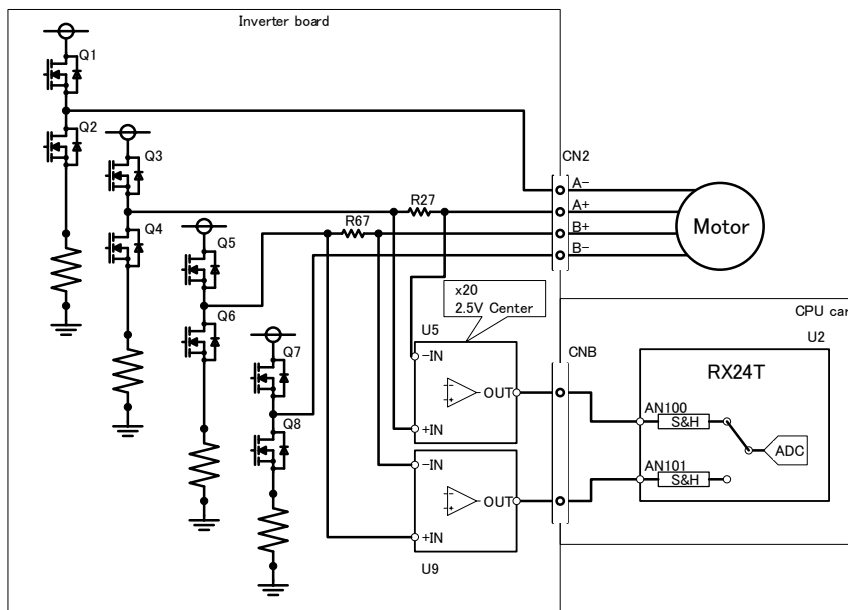 Inverter board
Q1
Q2
Q3
Q4
Q5
Q6
Q7
Q8
R27
R67
CN2
A-
A+
B+
B-
Motor
x20
2.5V Center
U5
-IN
OUT
+IN
-IN
OUT
+IN
U9
CNB
CPU car
U2
RX24T
AN100
S&H
ADC
AN101
S&H